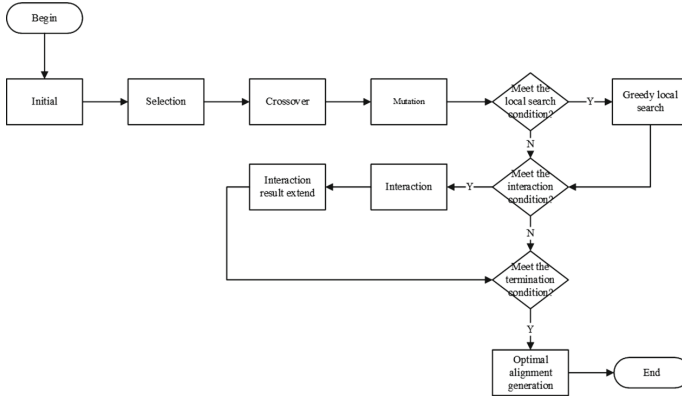 Begin
Initial
Selection
Crossover
Mutation
Meet the
local search
condition?
Y
Greedy local
search
N
Interaction
result extend
Interaction
Y
Meet the
interaction
condition?
N
Meet the
termination
condition?
Y
Optimal
alignment
generation
End